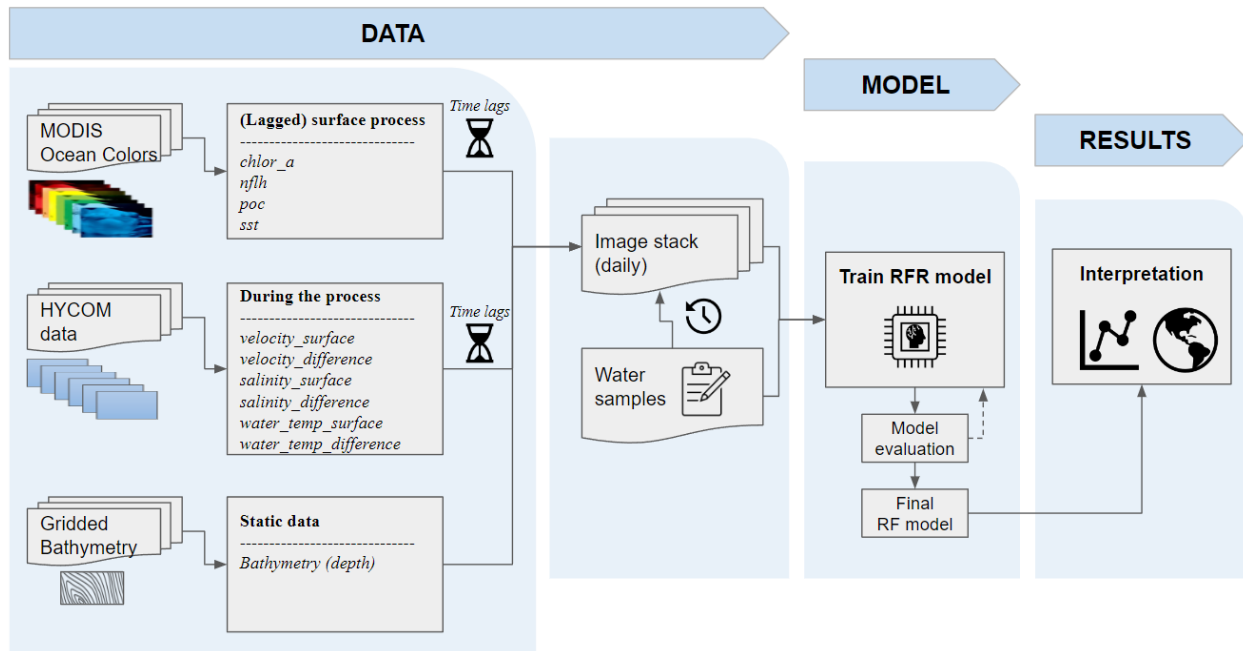 DATA
MODEL
RESULTS
MODIS
Ocean Colors
(Lagged) surface process
------------------------------
chlor_a
nflh
poc
sst
Time lags
HYCOM
data
During the process
------------------------------
velocity_surface
velocity_difference
salinity_surface
salinity_difference
water_temp_surface
water_temp_difference
Time lags
Gridded
Bathymetry
Static data
------------------------------
Bathymetry (depth)
Image stack
(daily)
Water
samples
Train RFR model
Model
evaluation
Final
RF model
Interpretation